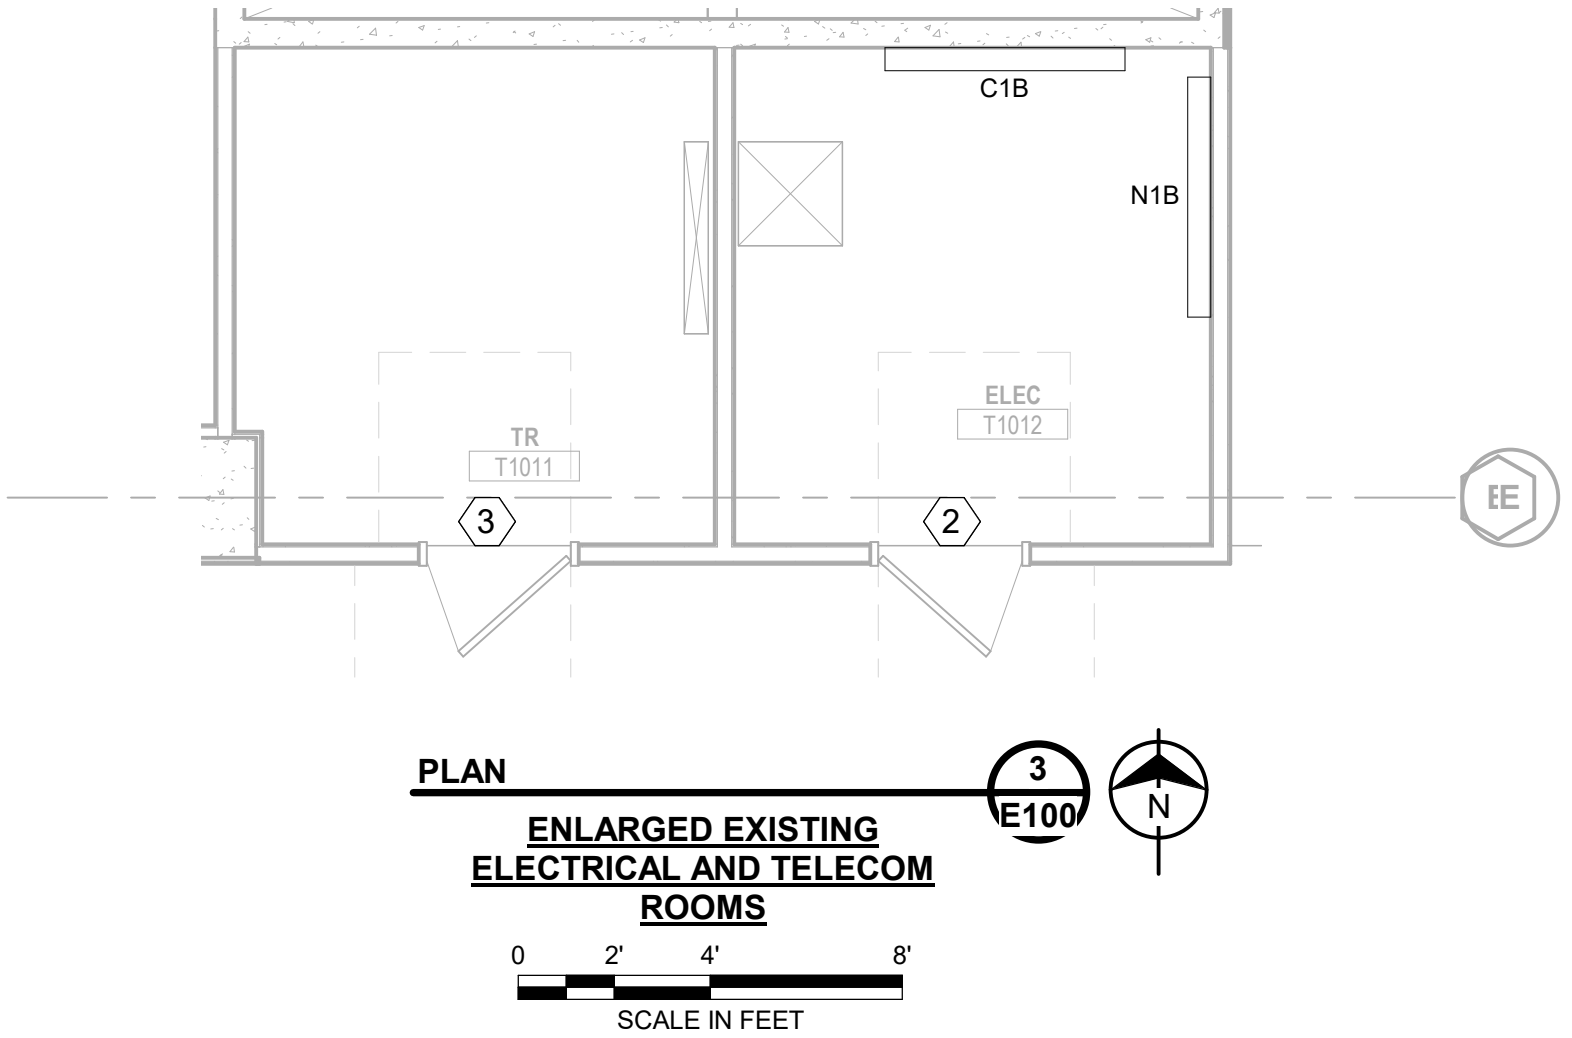 C1B
N1B
ELEC
T1012
TR
T1011
3
2
E
PLAN
3
E100
N
ENLARGED EXISTING
ELECTRICAL AND TELECOM
ROOMS
0 2' 4' 8'
SCALE IN FEET